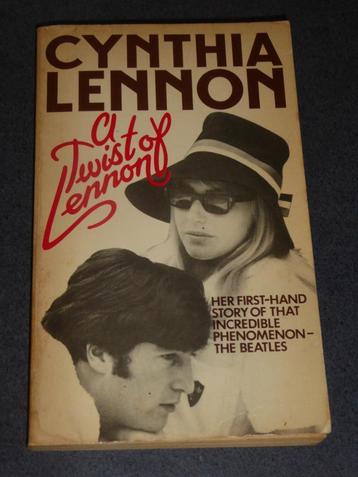 CYNTHIA
LENNON
A
Twist of
Lennon
HER FIRST-HAND
STORY OF THAT
INCREDIBLE
PHENOMENON–
THE BEATLES